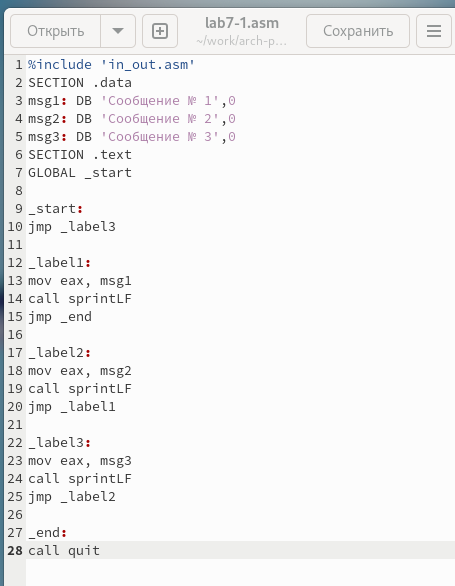 Открыть
lab7-1.asm
~/work/arch-p...
Сохранить
1 %include 'in_out.asm'
2 SECTION .data
3 msg1: DB 'Сообщение № 1',0
4 msg2: DB 'Сообщение № 2',0
5 msg3: DB 'Сообщение № 3',0
6 SECTION .text
7 GLOBAL _start
8
9 _start:
10 jmp _label3
11
12 _label1:
13 mov eax, msg1
14 call sprintLF
15 jmp _end
16
17 _label2:
18 mov eax, msg2
19 call sprintLF
20 jmp _label1
21
22 _label3:
23 mov eax, msg3
24 call sprintLF
25 jmp _label2
26
27 _end:
28 call quit